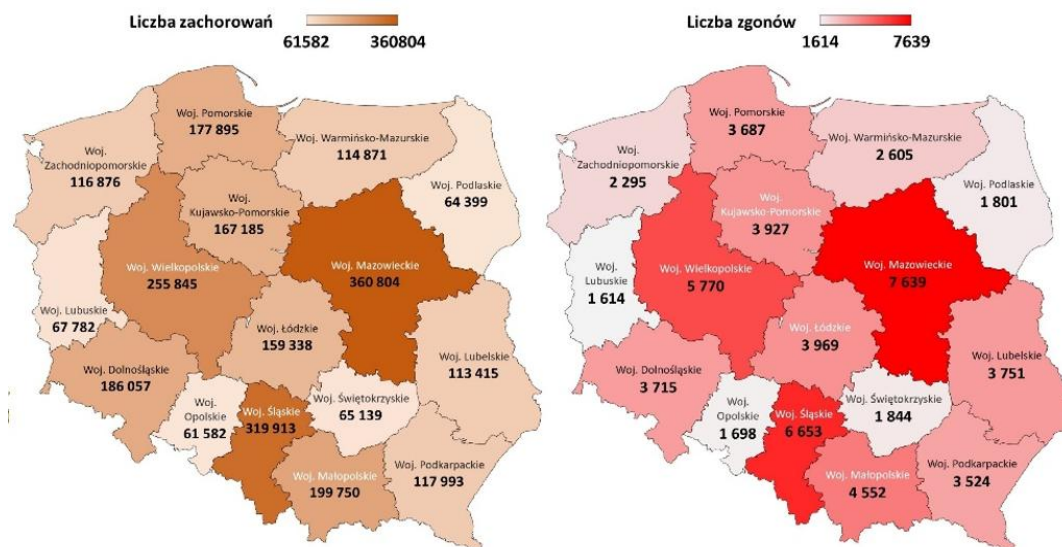 Liczba zachorowań
61582 360804
Woj. Pomorskie
177 895
Woj. Warmińsko-Mazurskie
114 871
Woj.
Zachodniopomorskie
116 876
Woj. Podlaskie
64 399
Woj.
Kujawsko-Pomorskie
167 185
Woj. Wielkopolskie
255 845
Woj. Mazowieckie
360 804
Woj. Lubuskie
67 782
Woj. Łódzkie
159 338
Woj. Lubelskie
113 415
Woj. Dolnośląskie
186 057
Woj.
Opolskie
61 582
Woj. Śląskie
319 913
Woj. Świętokrzyskie
65 139
Woj. Małopolskie
199 750
Woj. Podkarpackie
117 993
Liczba zgonów
1614 7639
Woj. Pomorskie
3 687
Woj. Warmińsko-Mazurskie
2 605
Woj.
Zachodniopomorskie
2 295
Woj. Podlaskie
1 801
Woj.
Kujawsko-Pomorskie
3 927
Woj. Wielkopolskie
5 770
Woj. Mazowieckie
7 639
Woj.
Lubuskie
1 614
Woj. Łódzkie
3 969
Woj. Lubelskie
3 751
Woj. Dolnośląskie
3 715
Woj.
Opolskie
1 698
Woj. Śląskie
6 653
Woj. Świętokrzyskie
1 844
Woj. Małopolskie
4 552
Woj. Podkarpackie
3 524